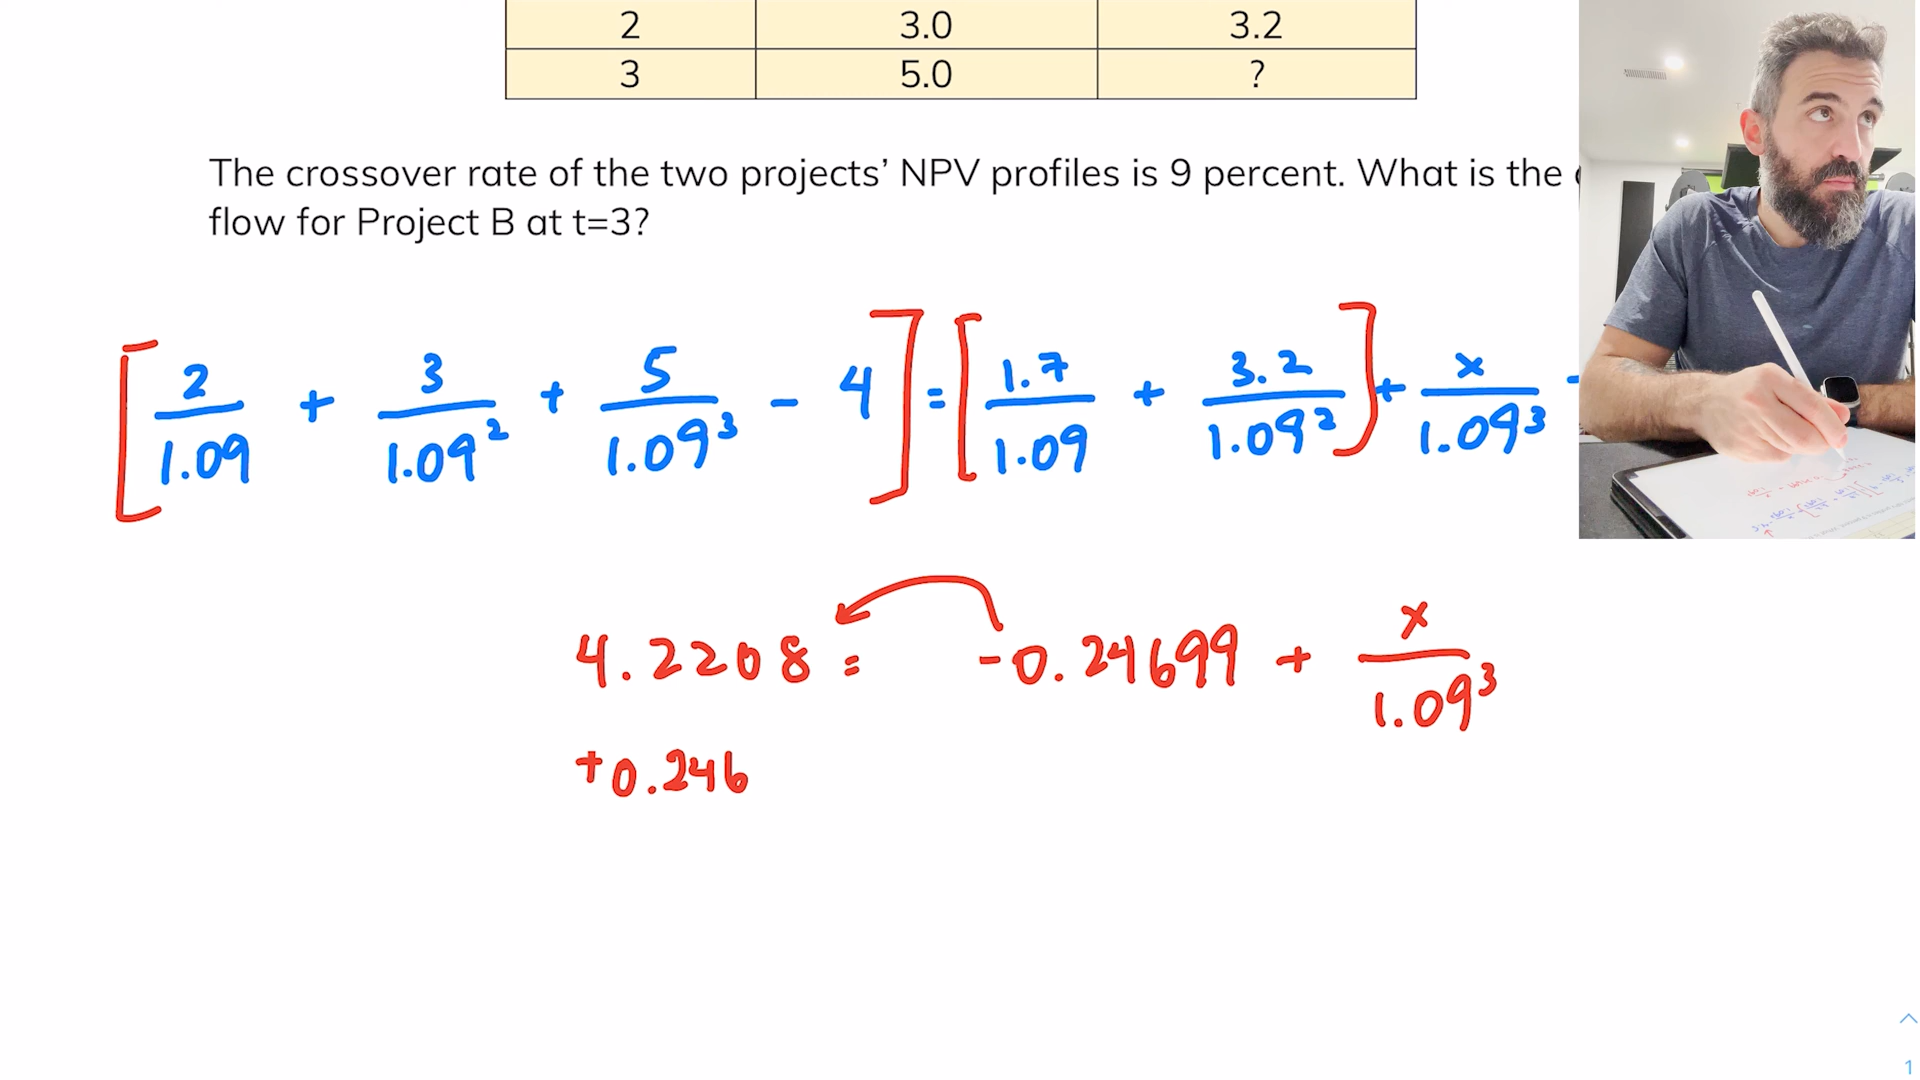 2 3.0 3.2
3 5.0 ?
The crossover rate of the two projects’ NPV profiles is 9 percent. What is the
flow for Project B at t=3?
[2/1.09 + 3/1.09² + 5/1.09³ - 4] = [1.7/1.09 + 3.2/1.09²] + x/1.09³ -
4.2208 = -0.24699 + x/1.09³
+0.246
1